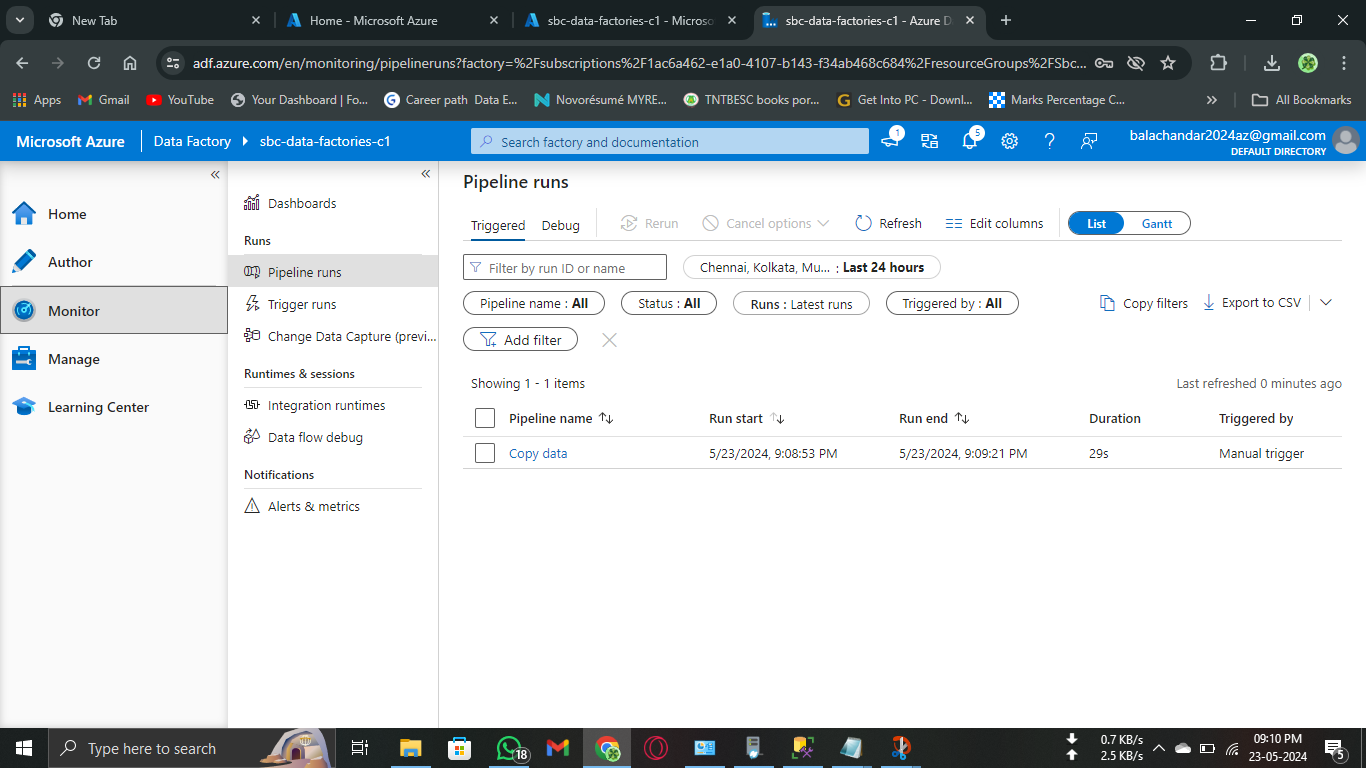 New Tab
Home - Microsoft Azure
sbc-data-factories-c1 - Microso
sbc-data-factories-c1 - Azure D
adf.azure.com/en/monitoring/pipelineruns?factory=%2Fsubscriptions%2F1ac6a462-e1a0-4107-b143-f34ab468c684%2FresourceGroups%2FSbc...
Apps
Gmail
YouTube
Your Dashboard | Fo...
Career path Data E...
Novorésumé MYRE...
TNTBESC books por...
Get Into PC - Downl...
Marks Percentage C...
All Bookmarks
Microsoft Azure
Data Factory
sbc-data-factories-c1
Search factory and documentation
1
5
balachandar2024az@gmail.com
DEFAULT DIRECTORY
Home
Author
Monitor
Manage
Learning Center
Dashboards
Runs
Pipeline runs
Trigger runs
Change Data Capture (previ...
Runtimes & sessions
Integration runtimes
Data flow debug
Notifications
Alerts & metrics
Pipeline runs
Triggered
Debug
Rerun
Cancel options
Refresh
Edit columns
List
Gantt
Filter by run ID or name
Chennai, Kolkata, Mu... : Last 24 hours
Pipeline name : All
Status : All
Runs : Latest runs
Triggered by : All
Copy filters
Export to CSV
Add filter
Showing 1 - 1 items
Last refreshed 0 minutes ago
Pipeline name
Run start
Run end
Duration
Triggered by
Copy data
5/23/2024, 9:08:53 PM
5/23/2024, 9:09:21 PM
29s
Manual trigger
Type here to search
18
0.7 KB/s
2.5 KB/s
09:10 PM
23-05-2024
5